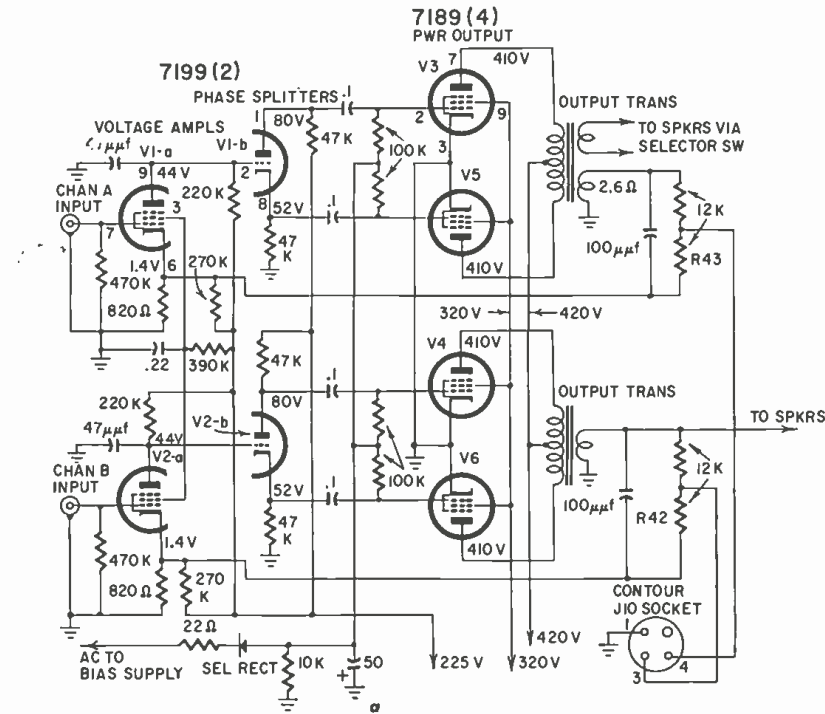 7189 (4)
PWR OUTPUT
7199 (2)
PHASE SPLITTERS
.1
V3
7
410V
80V
47K
2
9
3
OUTPUT TRANS
TO SPKRS VIA
SELECTOR SW
VOLTAGE AMPLS
V1-a
V1-b
1
μμf
9
44V
2
220K
8
52V
.1
100K
V5
2.6Ω
12K
CHAN A
INPUT
3
7
1.4V
6
270K
47
K
100μμf
R43
410V
470K
820Ω
320V
420V
.22
390K
47K
.1
V4
410V
80V
OUTPUT TRANS
220K
V2-b
47μμf
44V
V2-a
TO SPKRS
CHAN B
INPUT
52V
.1
100K
V6
12K
47
K
100μμf
R42
1.4V
410V
470K
820Ω
270
K
CONTOUR
J10 SOCKET
22Ω
1
AC TO
BIAS SUPPLY
SEL RECT
10K
+
50
225V
320V
420V
3
4
a